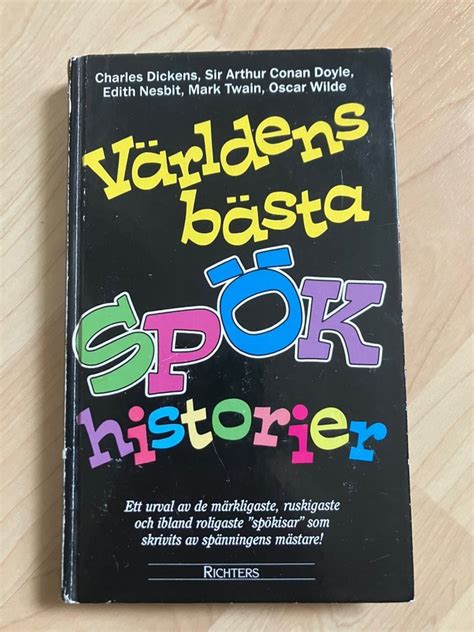 Charles Dickens, Sir Arthur Conan Doyle,
Edith Nesbit, Mark Twain, Oscar Wilde
Världens
bästa
SPÖK
historier
Ett urval av de märkligaste, ruskigaste
och ibland roligaste "spökisar" som
skrivits av spänningens mästare!
RICHTERS